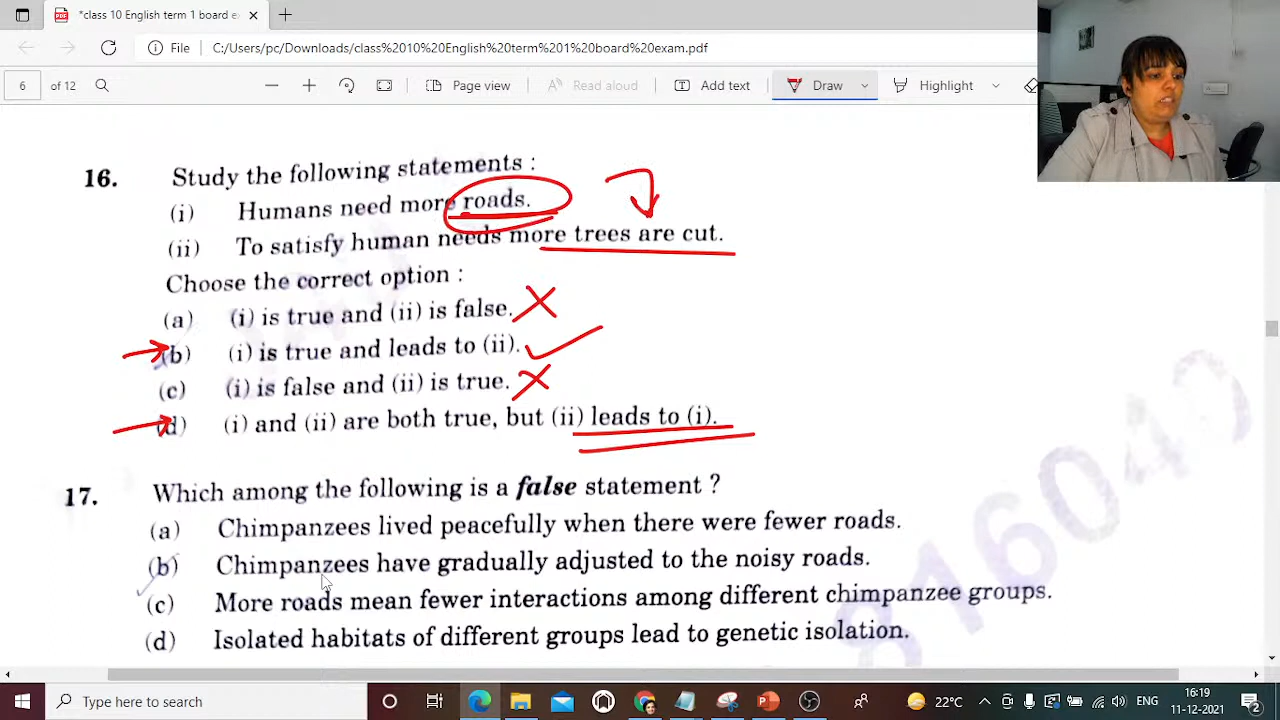 *class 10 English term 1 board e
File
C:/Users/pc/Downloads/class%2010%20English%20term%201%20board%20exam.pdf
6 of 12
Page view
Read aloud
Add text
Draw
Highlight
16. Study the following statements :
(i) Humans need more roads.
(ii) To satisfy human needs more trees are cut.
Choose the correct option :
(a) (i) is true and (ii) is false.
(b) (i) is true and leads to (ii).
(c) (i) is false and (ii) is true.
(d) (i) and (ii) are both true, but (ii) leads to (i).
17. Which among the following is a false statement ?
(a) Chimpanzees lived peacefully when there were fewer roads.
(b) Chimpanzees have gradually adjusted to the noisy roads.
(c) More roads mean fewer interactions among different chimpanzee groups.
(d) Isolated habitats of different groups lead to genetic isolation.
Type here to search
22°C
ENG
16:19
11-12-2021